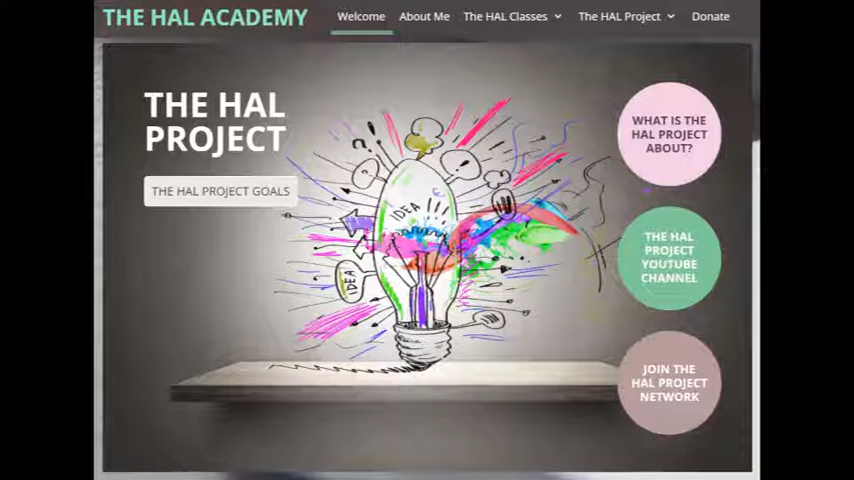 THE HAL ACADEMY
Welcome
About Me
The HAL Classes
The HAL Project
Donate
THE HAL
PROJECT
THE HAL PROJECT GOALS
WHAT IS THE
HAL PROJECT
ABOUT?
THE HAL
PROJECT
YOUTUBE
CHANNEL
JOIN THE
HAL PROJECT
NETWORK
?
!
!
IDEA !!!
IDEA